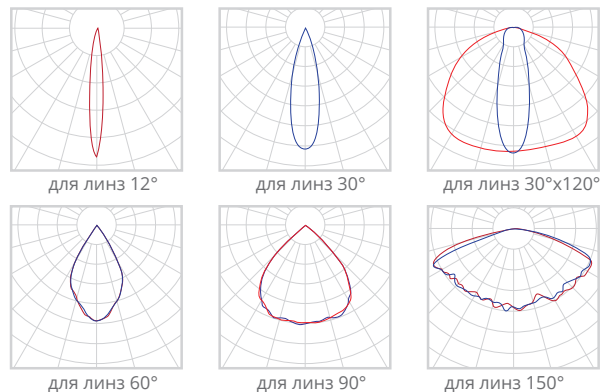 для линз 12°
для линз 30°
для линз 30°x120°
для линз 60°
для линз 90°
для линз 150°